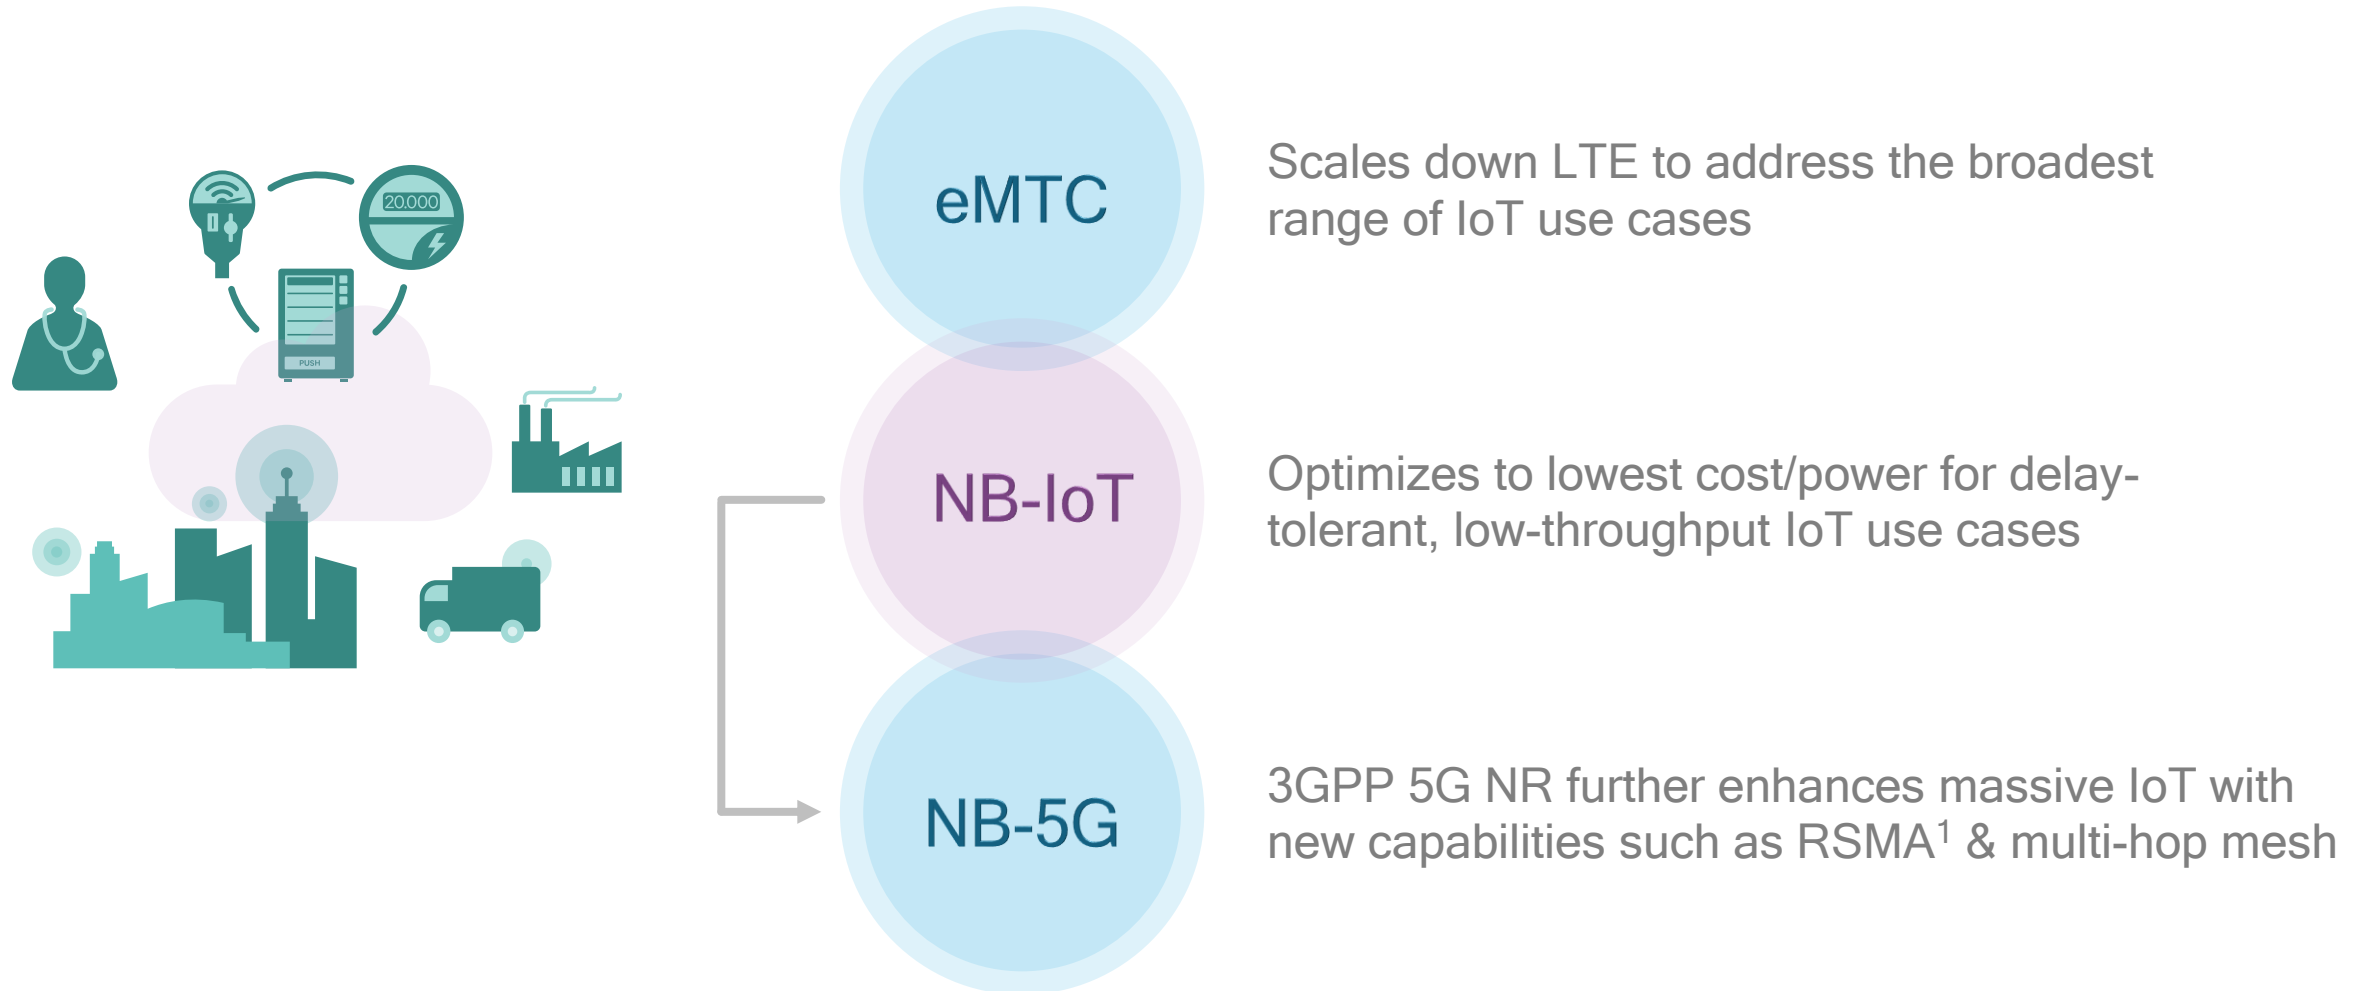 20.000
PUSH
eMTC
Scales down LTE to address the broadest
range of IoT use cases
NB-IoT
Optimizes to lowest cost/power for delay-
tolerant, low-throughput IoT use cases
NB-5G
3GPP 5G NR further enhances massive IoT with
new capabilities such as RSMA¹ & multi-hop mesh